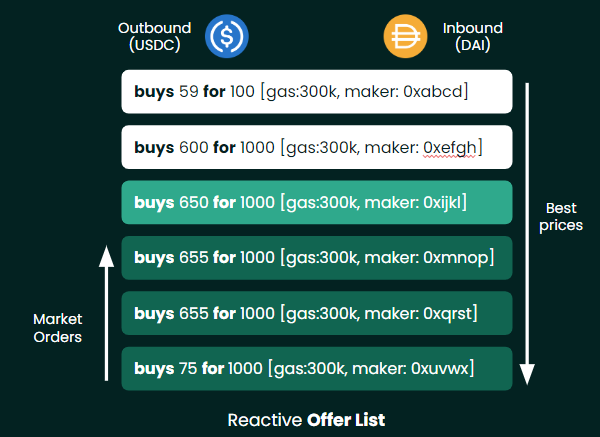 Outbound
(USDC)
$
Inbound
(DAI)
buys 59 for 100 [gas:300k, maker: 0xabcd]
buys 600 for 1000 [gas:300k, maker: 0xefgh]
buys 650 for 1000 [gas:300k, maker: 0xijkl]
buys 655 for 1000 [gas:300k, maker: 0xmnop]
buys 655 for 1000 [gas:300k, maker: 0xqrst]
buys 75 for 1000 [gas:300k, maker: 0xuvwx]
Best
prices
Market
Orders
Reactive Offer List